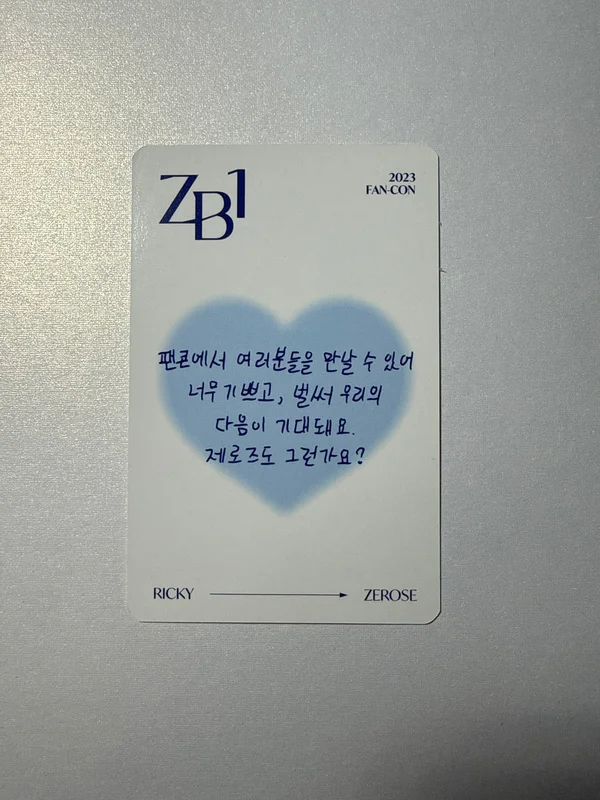 ZB1
2023
FAN-CON
팬콘에서 여러분들을 만날 수 있어
너무 기쁘고, 벌써 우리의
다음이 기대돼요.
제로즈도 그런가요?
RICKY
ZEROSE